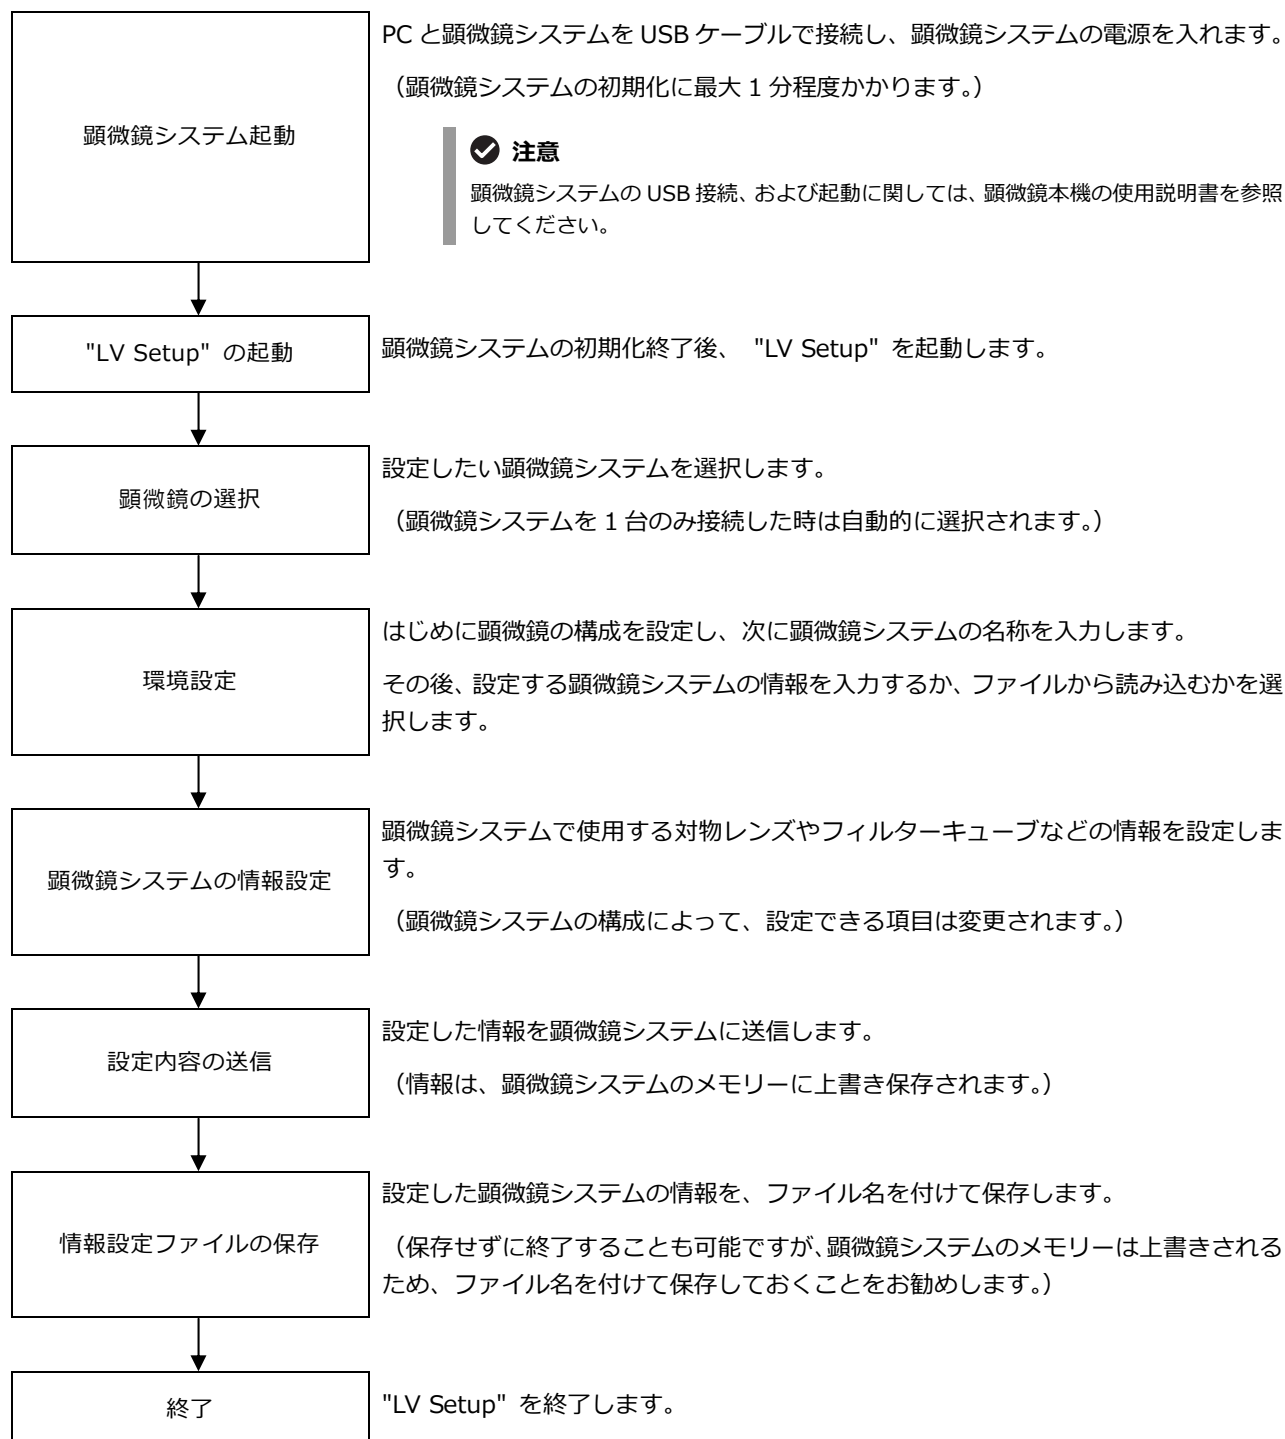 顕微鏡システム起動
PC と顕微鏡システムを USB ケーブルで接続し、顕微鏡システムの電源を入れます。
（顕微鏡システムの初期化に最大 1 分程度かかります。）
注意
顕微鏡システムの USB 接続、および起動に関しては、顕微鏡本機の使用説明書を参照
してください。
"LV Setup" の起動
顕微鏡システムの初期化終了後、 "LV Setup" を起動します。
顕微鏡の選択
設定したい顕微鏡システムを選択します。
（顕微鏡システムを 1 台のみ接続した時は自動的に選択されます。）
環境設定
はじめに顕微鏡の構成を設定し、次に顕微鏡システムの名称を入力します。
その後、設定する顕微鏡システムの情報を入力するか、ファイルから読み込むかを選
択します。
顕微鏡システムの情報設定
顕微鏡システムで使用する対物レンズやフィルターキューブなどの情報を設定しま
す。
（顕微鏡システムの構成によって、設定できる項目は変更されます。）
設定内容の送信
設定した情報を顕微鏡システムに送信します。
（情報は、顕微鏡システムのメモリーに上書き保存されます。）
情報設定ファイルの保存
設定した顕微鏡システムの情報を、ファイル名を付けて保存します。
（保存せずに終了することも可能ですが、顕微鏡システムのメモリーは上書きされる
ため、ファイル名を付けて保存しておくことをお勧めします。）
終了
"LV Setup" を終了します。